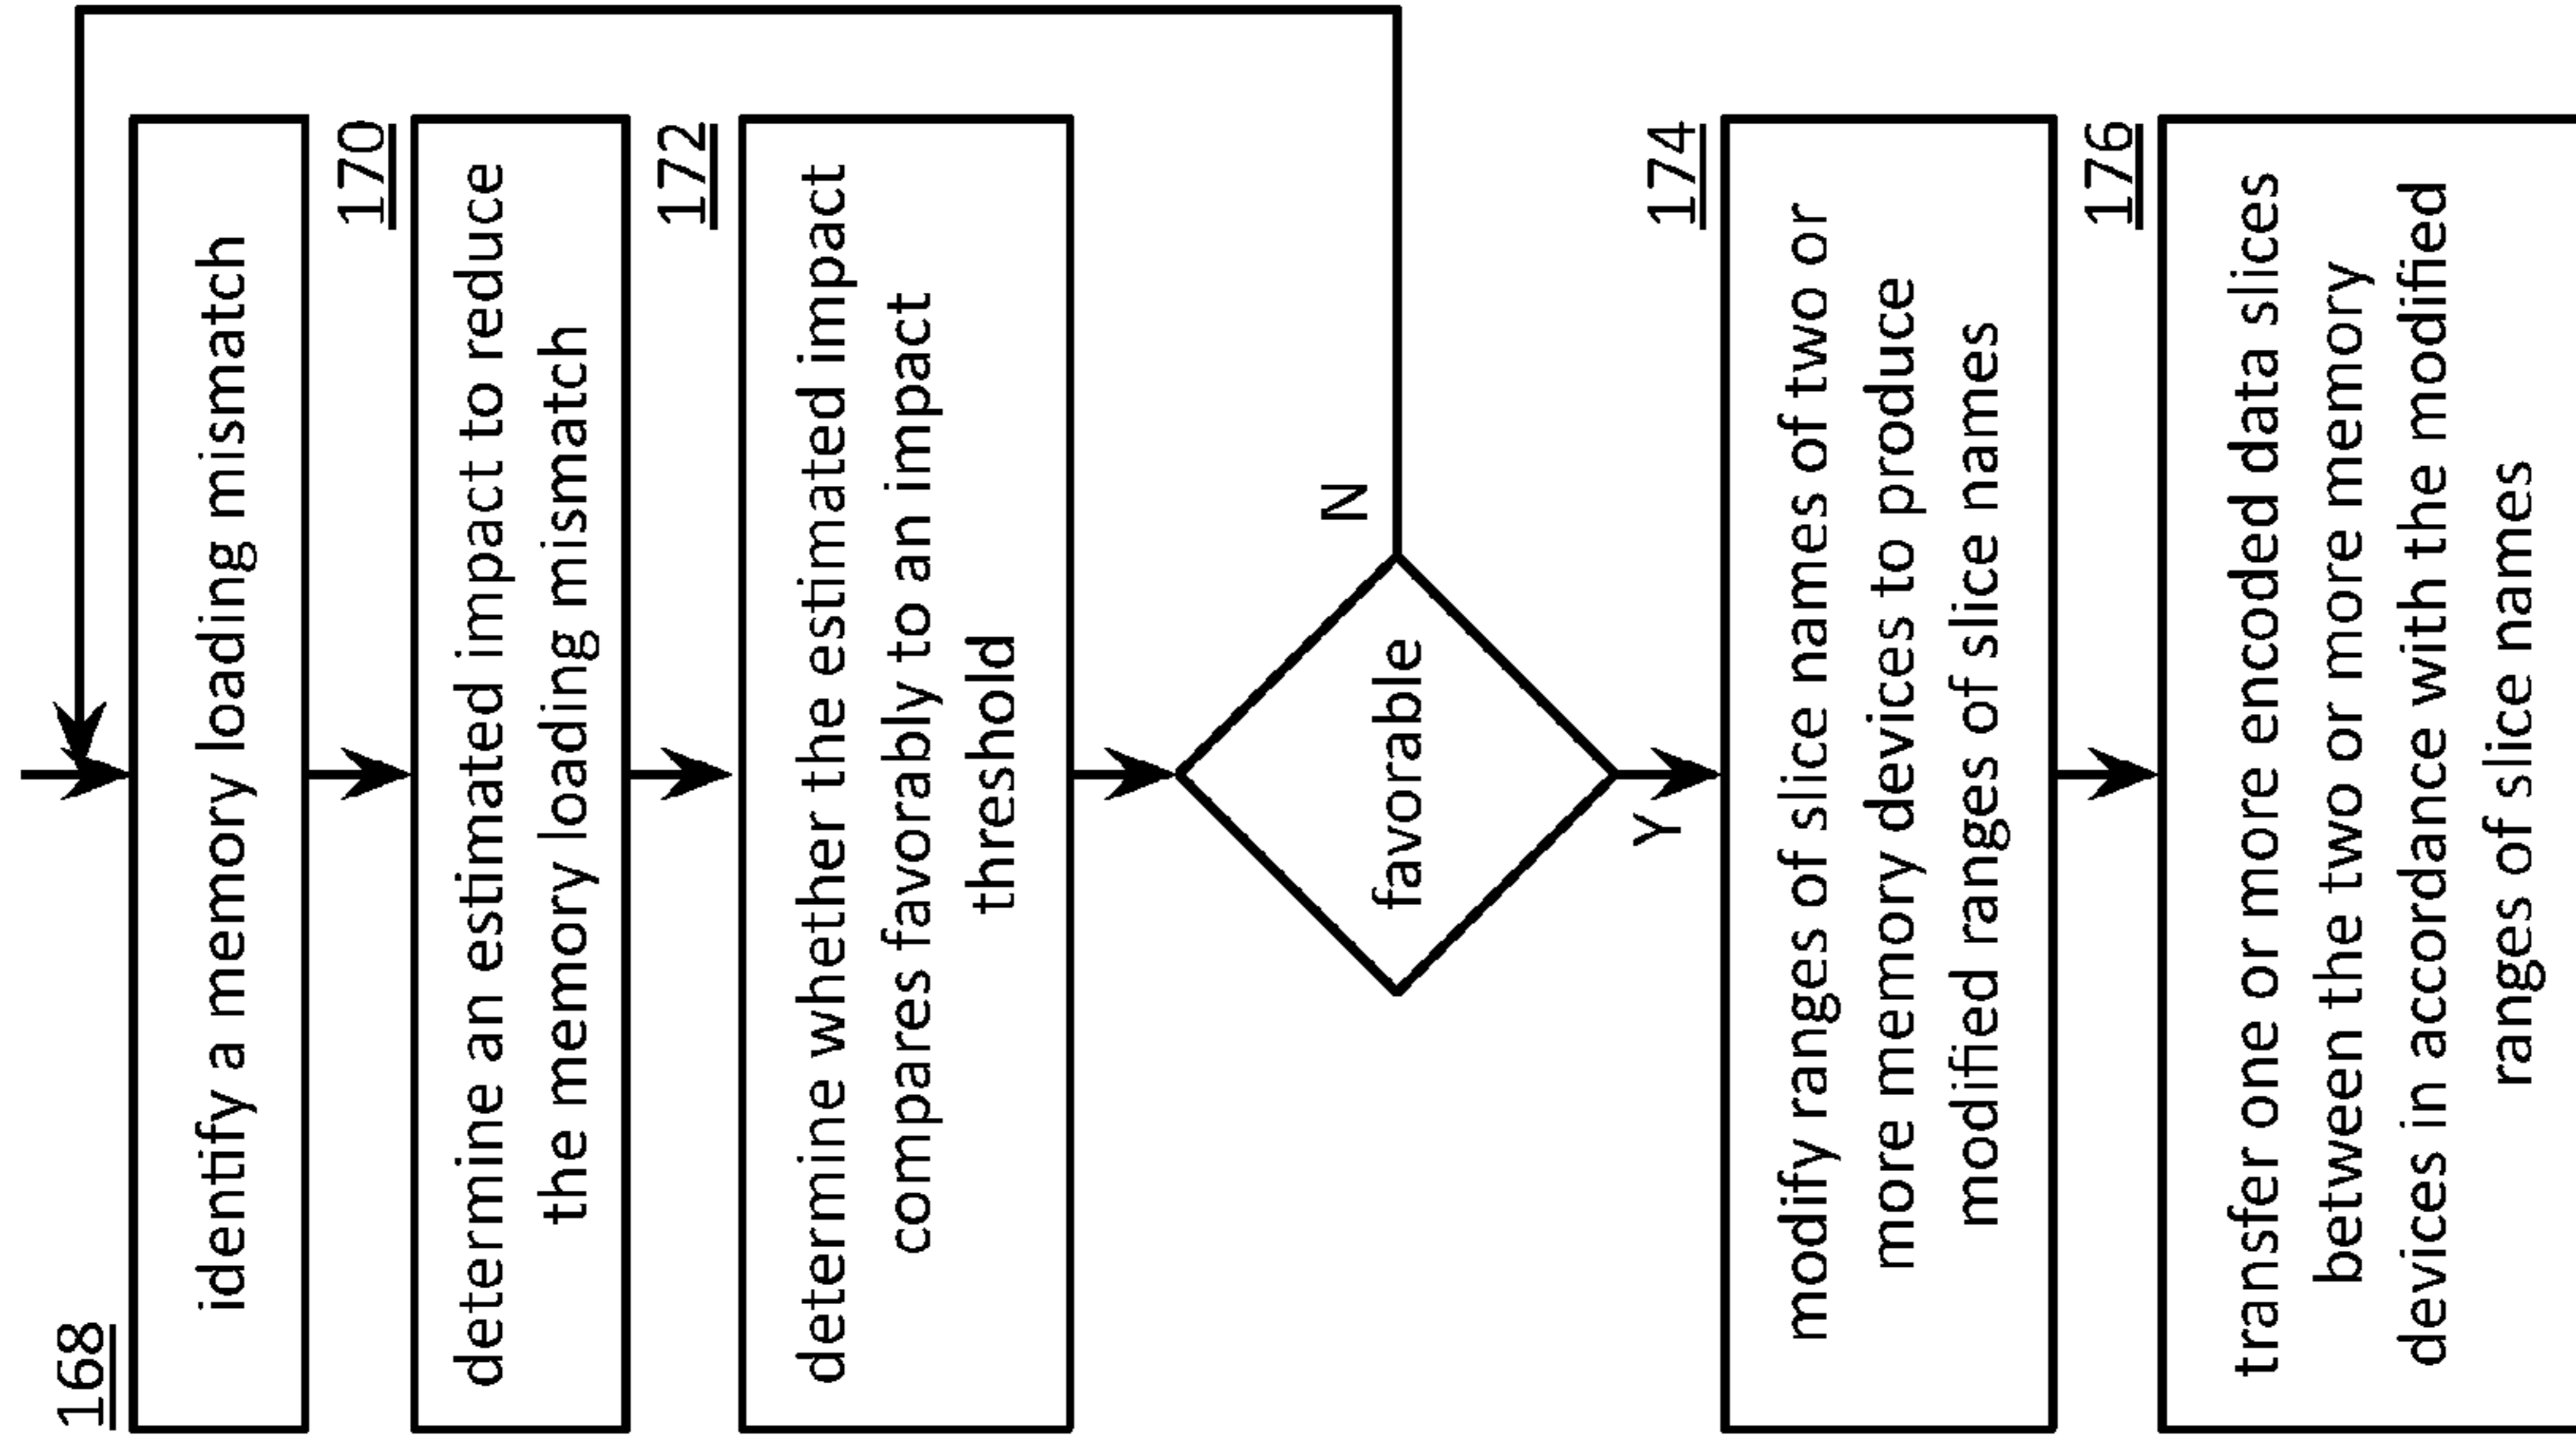 168
identify a memory loading mismatch
170
determine an estimated impact to reduce
the memory loading mismatch
172
determine whether the estimated impact
compares favorably to an impact
threshold
favorable
N
Y
174
modify ranges of slice names of two or
more memory devices to produce
modified ranges of slice names
176
transfer one or more encoded data slices
between the two or more memory
devices in accordance with the modified
ranges of slice names